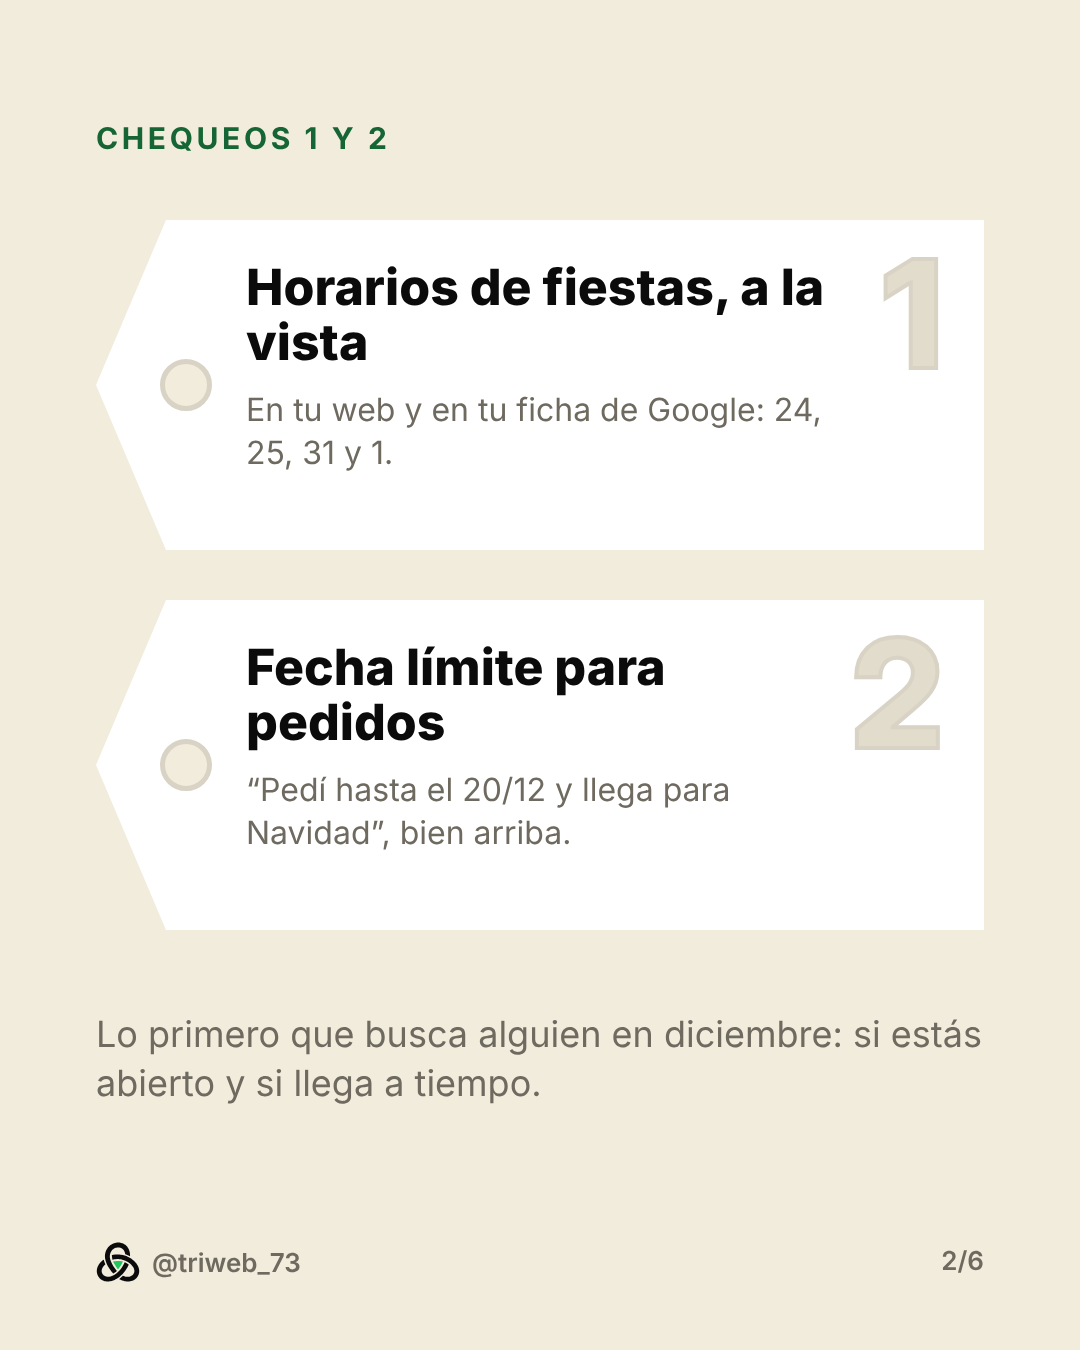 CHEQUEOS 1 Y 2
Horarios de fiestas, a la
vista
1
En tu web y en tu ficha de Google: 24,
25, 31 y 1.
Fecha límite para
pedidos
2
“Pedí hasta el 20/12 y llega para
Navidad”, bien arriba.
Lo primero que busca alguien en diciembre: si estás
abierto y si llega a tiempo.
@triweb_73
2/6